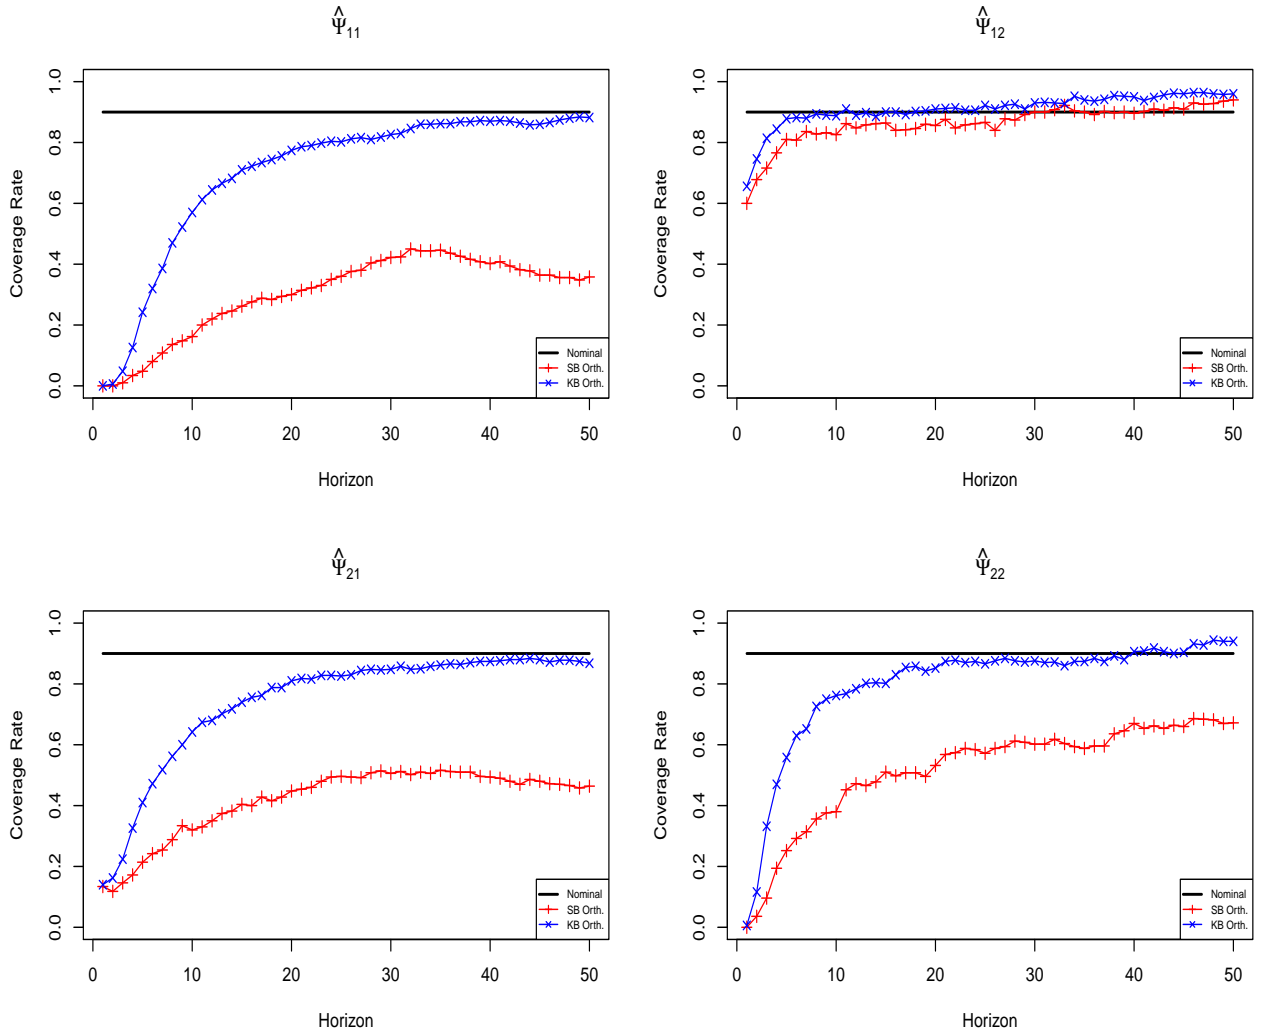 Ψ̂11
Coverage Rate
1.0
0.8
0.6
0.4
0.2
0.0
Nominal
SB Orth.
KB Orth.
0 10 20 30 40 50
Horizon
Ψ̂12
Coverage Rate
1.0
0.8
0.6
0.4
0.2
0.0
Nominal
SB Orth.
KB Orth.
0 10 20 30 40 50
Horizon
Ψ̂21
Coverage Rate
1.0
0.8
0.6
0.4
0.2
0.0
Nominal
SB Orth.
KB Orth.
0 10 20 30 40 50
Horizon
Ψ̂22
Coverage Rate
1.0
0.8
0.6
0.4
0.2
0.0
Nominal
SB Orth.
KB Orth.
0 10 20 30 40 50
Horizon